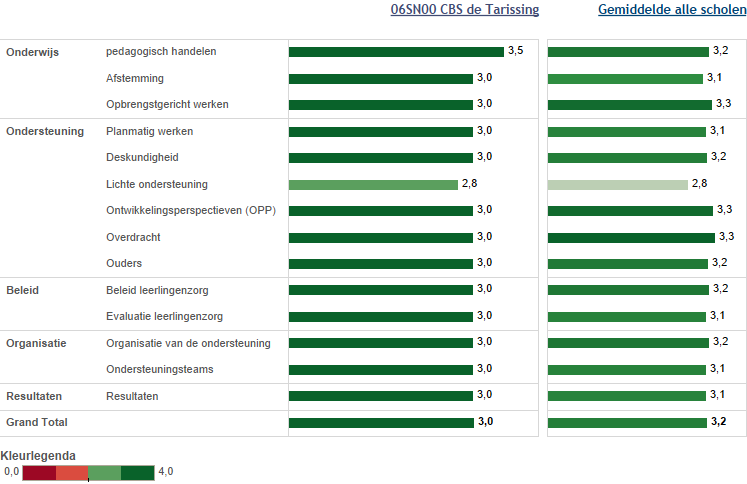 06SN00 CBS de Tarissing Gemiddelde alle scholen
Onderwijs pedagogisch handelen 3,5 3,2
Afstemming 3,0 3,1
Opbrengstgericht werken 3,0 3,3
Ondersteuning Planmatig werken 3,0 3,1
Deskundigheid 3,0 3,2
Lichte ondersteuning 2,8 2,8
Ontwikkelingsperspectieven (OPP) 3,0 3,3
Overdracht 3,0 3,3
Ouders 3,0 3,2
Beleid Beleid leerlingenzorg 3,0 3,2
Evaluatie leerlingenzorg 3,0 3,1
Organisatie Organisatie van de ondersteuning 3,0 3,2
Ondersteuningsteams 3,0 3,1
Resultaten Resultaten 3,0 3,1
Grand Total 3,0 3,2
Kleurlegenda
0,0 4,0